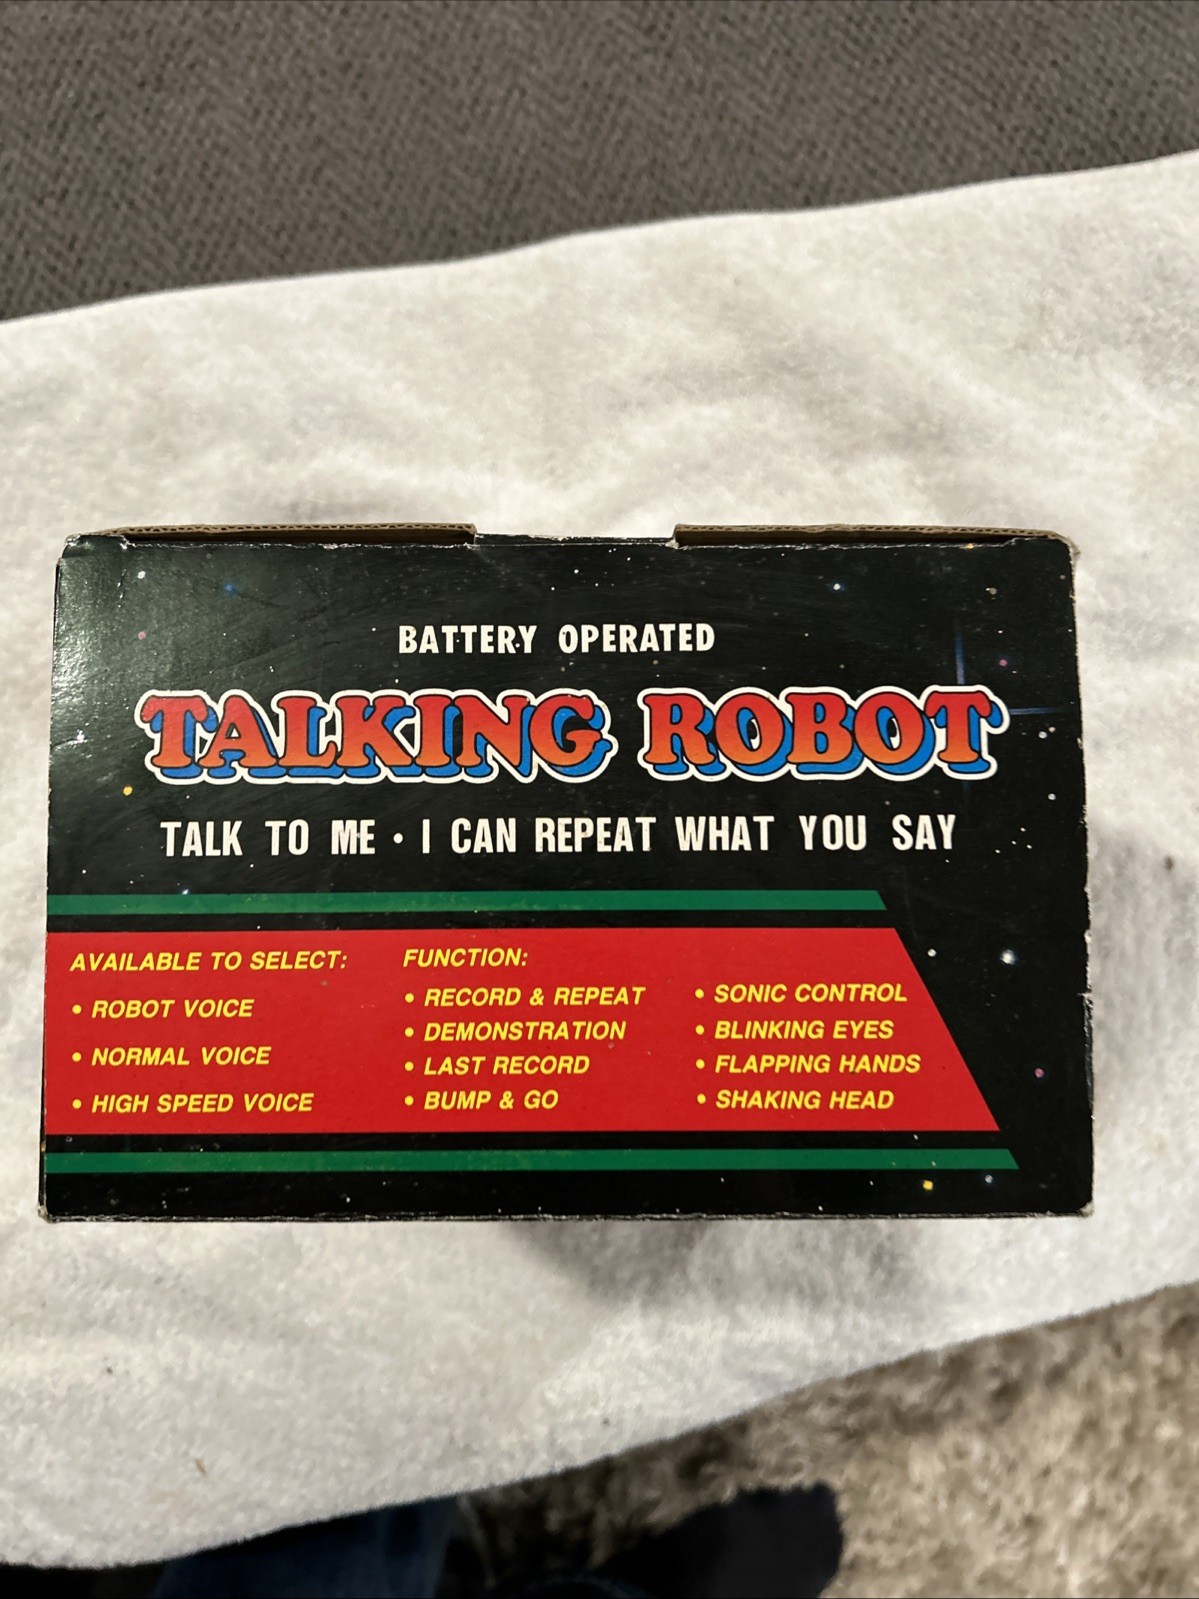 BATTERY OPERATED
TALKING ROBOT
TALK TO ME • I CAN REPEAT WHAT YOU SAY
AVAILABLE TO SELECT:
• ROBOT VOICE
• NORMAL VOICE
• HIGH SPEED VOICE
FUNCTION:
• RECORD & REPEAT
• DEMONSTRATION
• LAST RECORD
• BUMP & GO
• SONIC CONTROL
• BLINKING EYES
• FLAPPING HANDS
• SHAKING HEAD